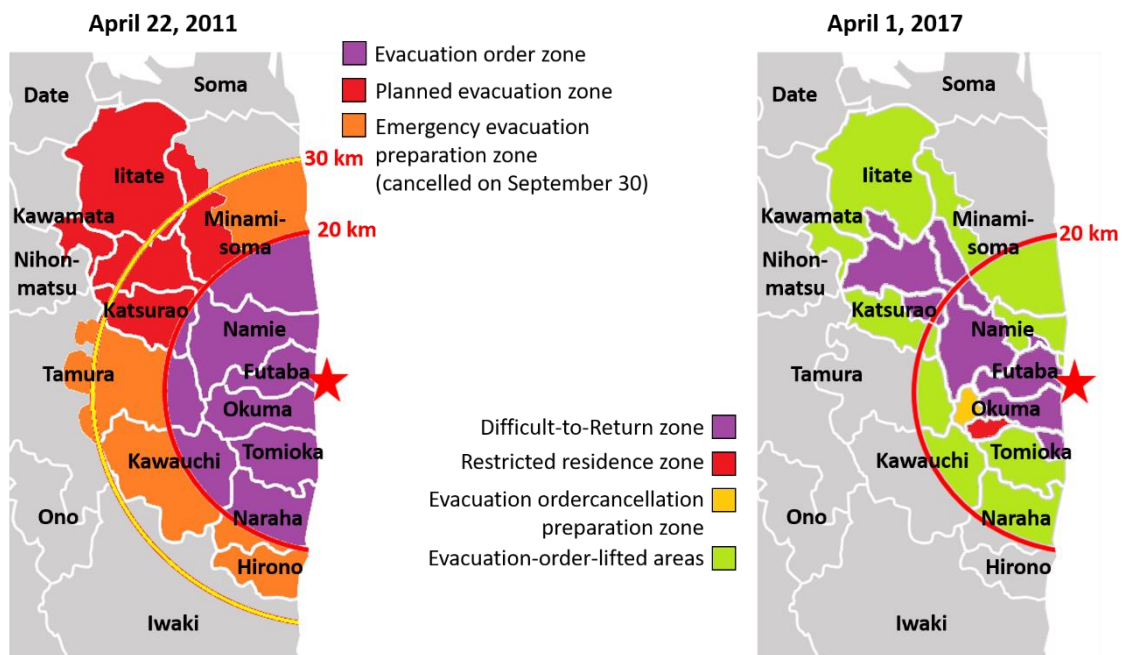 April 22, 2011
Evacuation order zone
Planned evacuation zone
Emergency evacuation
preparation zone
(cancelled on September 30)
Date
Soma
30 km
Iitate
Kawamata
Minami-
soma
20 km
Nihon-
matsu
Katsurao
Namie
Tamura
Futaba
Okuma
Kawauchi
Tomioka
Ono
Naraha
Hirono
Iwaki
April 1, 2017
Difficult-to-Return zone
Restricted residence zone
Evacuation ordercancellation
preparation zone
Evacuation-order-lifted areas
Date
Soma
Iitate
Kawamata
Minami-
soma
20 km
Nihon-
matsu
Katsurao
Namie
Tamura
Futaba
Okuma
Kawauchi
Tomioka
Ono
Naraha
Hirono
Iwaki